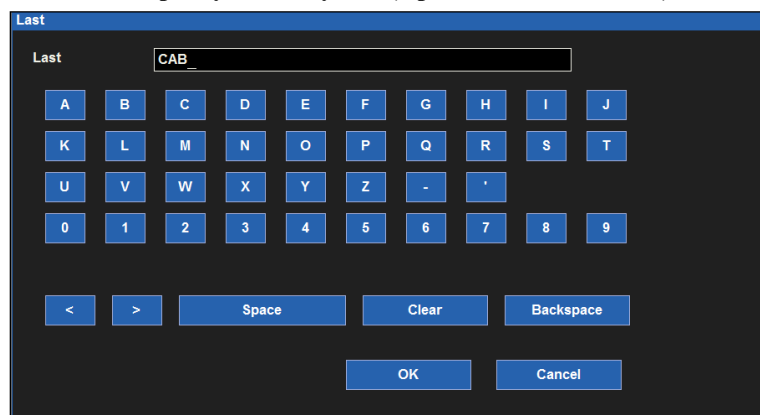 Last
Last CAB_
A B C D E F G H I J
K L M N O P Q R S T
U V W X Y Z - '
0 1 2 3 4 5 6 7 8 9
< > Space Clear Backspace
OK Cancel